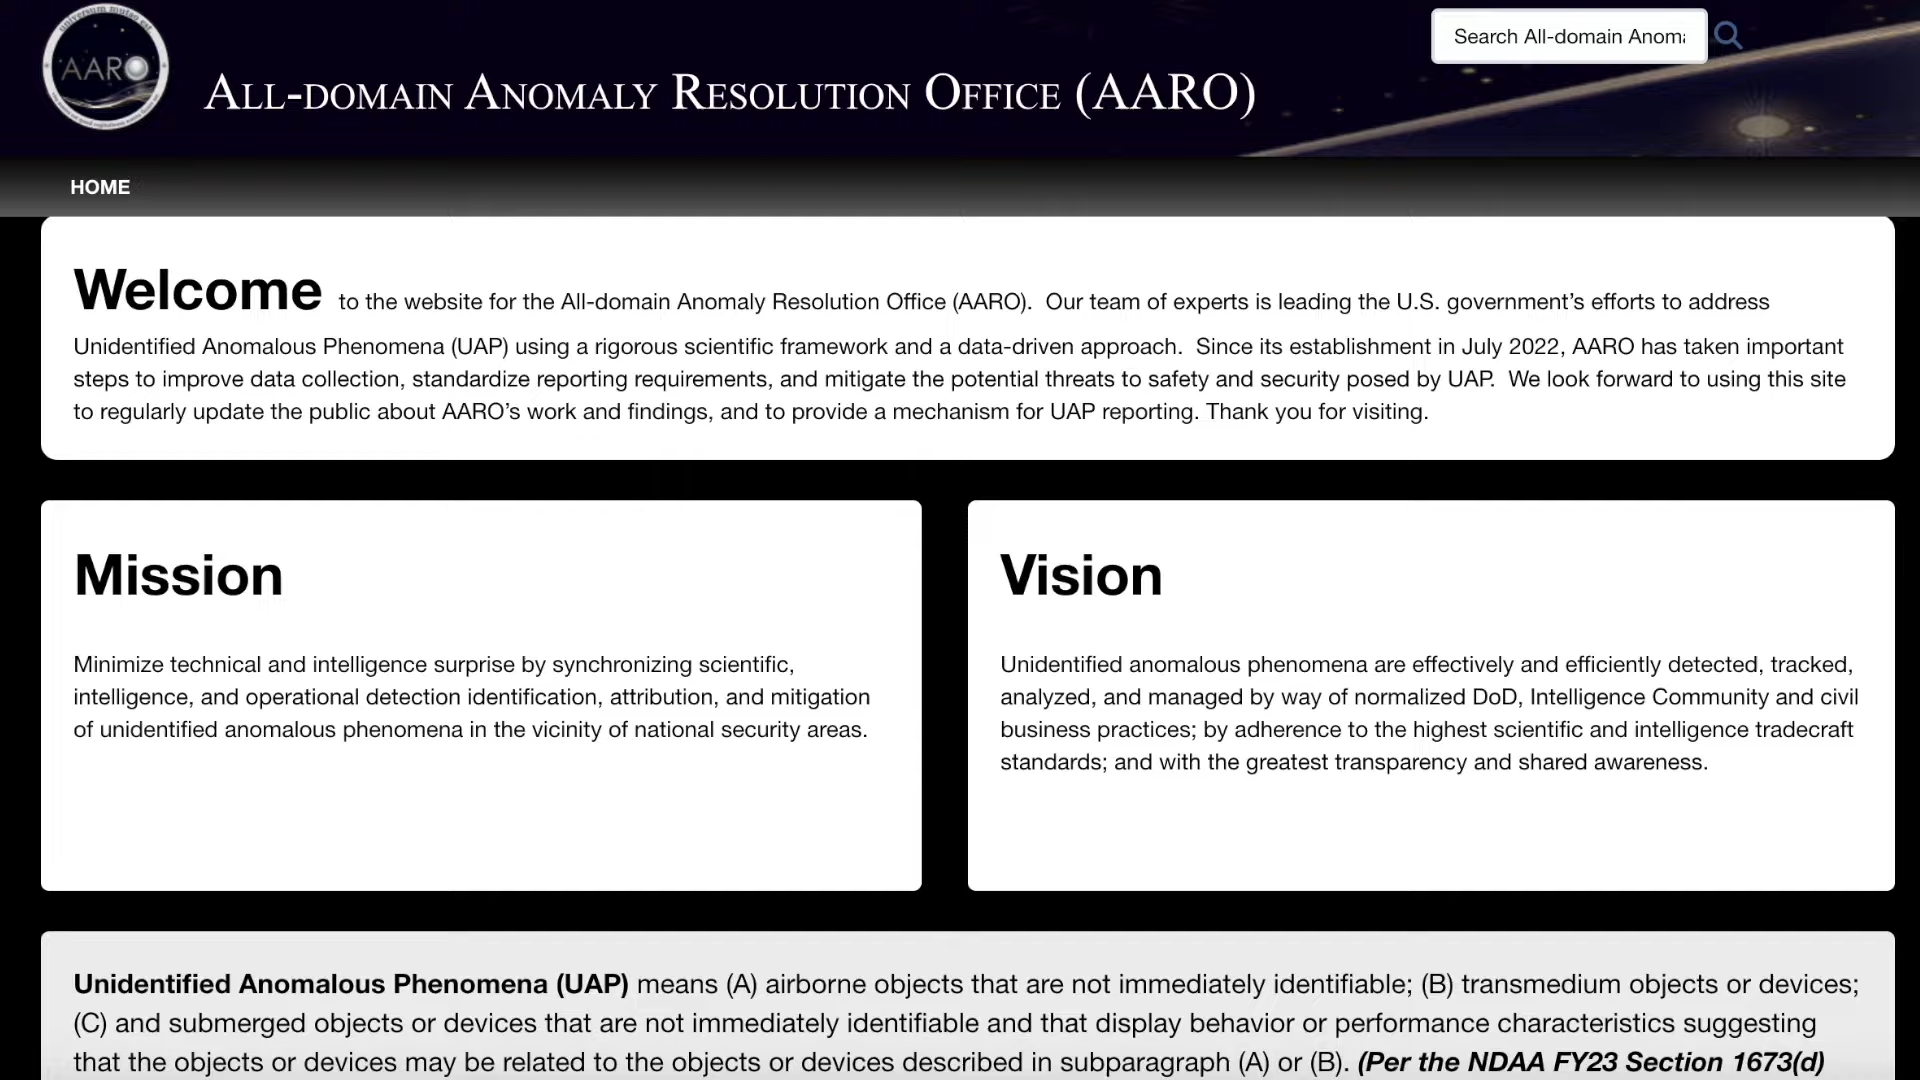 universum mutso est.
AARO
ALL-DOMAIN ANOMALY RESOLUTION OFFICE (AARO)
Search All-domain Anom
HOME
Welcome to the website for the All-domain Anomaly Resolution Office (AARO). Our team of experts is leading the U.S. government’s efforts to address
Unidentified Anomalous Phenomena (UAP) using a rigorous scientific framework and a data-driven approach. Since its establishment in July 2022, AARO has taken important
steps to improve data collection, standardize reporting requirements, and mitigate the potential threats to safety and security posed by UAP. We look forward to using this site
to regularly update the public about AARO’s work and findings, and to provide a mechanism for UAP reporting. Thank you for visiting.
Mission
Minimize technical and intelligence surprise by synchronizing scientific,
intelligence, and operational detection identification, attribution, and mitigation
of unidentified anomalous phenomena in the vicinity of national security areas.
Vision
Unidentified anomalous phenomena are effectively and efficiently detected, tracked,
analyzed, and managed by way of normalized DoD, Intelligence Community and civil
business practices; by adherence to the highest scientific and intelligence tradecraft
standards; and with the greatest transparency and shared awareness.
Unidentified Anomalous Phenomena (UAP) means (A) airborne objects that are not immediately identifiable; (B) transmedium objects or devices;
(C) and submerged objects or devices that are not immediately identifiable and that display behavior or performance characteristics suggesting
that the objects or devices may be related to the objects or devices described in subparagraph (A) or (B). (Per the NDAA FY23 Section 1673(d)